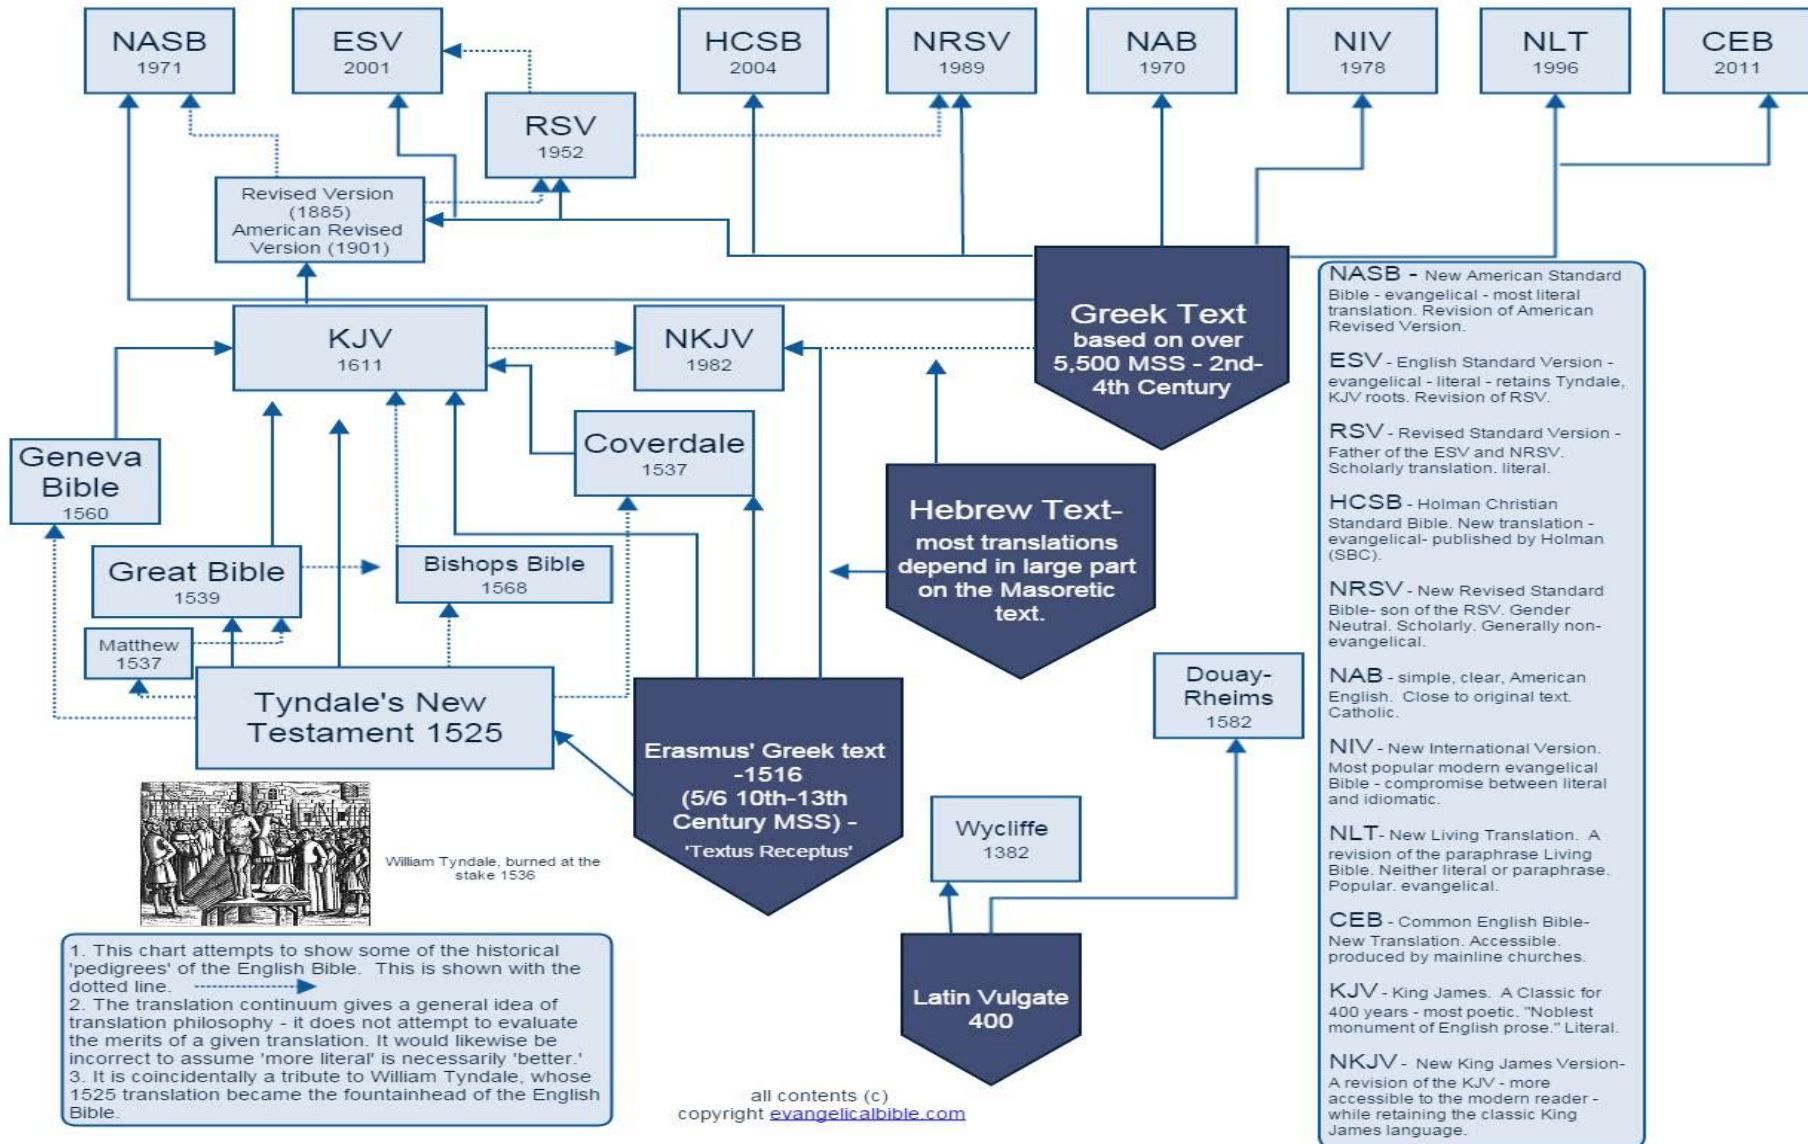 NASB
1971
ESV
2001
HCSB
2004
NRSV
1989
NAB
1970
NIV
1978
NLT
1996
CEB
2011
RSV
1952
Revised Version
(1885)
American Revised
Version (1901)
KJV
1611
NKJV
1982
Greek Text
based on over
5,500 MSS - 2nd-
4th Century
Geneva
Bible
1560
Coverdale
1537
Hebrew Text-
most translations
depend in large part
on the Masoretic
text.
Great Bible
1539
Bishops Bible
1568
Matthew
1537
Tyndale's New
Testament 1525
Erasmus' Greek text
-1516
(5/6 10th-13th
Century MSS) -
'Textus Receptus'
Douay-
Rheims
1582
Wycliffe
1382
Latin Vulgate
400
William Tyndale, burned at the
stake 1536
1. This chart attempts to show some of the historical
'pedigrees' of the English Bible. This is shown with the
dotted line.
2. The translation continuum gives a general idea of
translation philosophy - it does not attempt to evaluate
the merits of a given translation. It would likewise be
incorrect to assume 'more literal' is necessarily 'better.'
3. It is coincidentally a tribute to William Tyndale, whose
1525 translation became the fountainhead of the English
Bible.
all contents (c)
copyright evangelicalbible.com
NASB - New American Standard
Bible - evangelical - most literal
translation. Revision of American
Revised Version.
ESV - English Standard Version -
evangelical - literal - retains Tyndale,
KJV roots. Revision of RSV.
RSV - Revised Standard Version -
Father of the ESV and NRSV.
Scholarly translation. literal.
HCSB - Holman Christian
Standard Bible. New translation -
evangelical- published by Holman
(SBC).
NRSV - New Revised Standard
Bible- son of the RSV. Gender
Neutral. Scholarly. Generally non-
evangelical.
NAB - simple, clear, American
English. Close to original text.
Catholic.
NIV - New International Version.
Most popular modern evangelical
Bible - compromise between literal
and idiomatic.
NLT- New Living Translation. A
revision of the paraphrase Living
Bible. Neither literal or paraphrase.
Popular. evangelical.
CEB - Common English Bible-
New Translation. Accessible.
produced by mainline churches.
KJV - King James. A Classic for
400 years - most poetic. "Noblest
monument of English prose." Literal.
NKJV - New King James Version-
A revision of the KJV - more
accessible to the modern reader -
while retaining the classic King
James language.